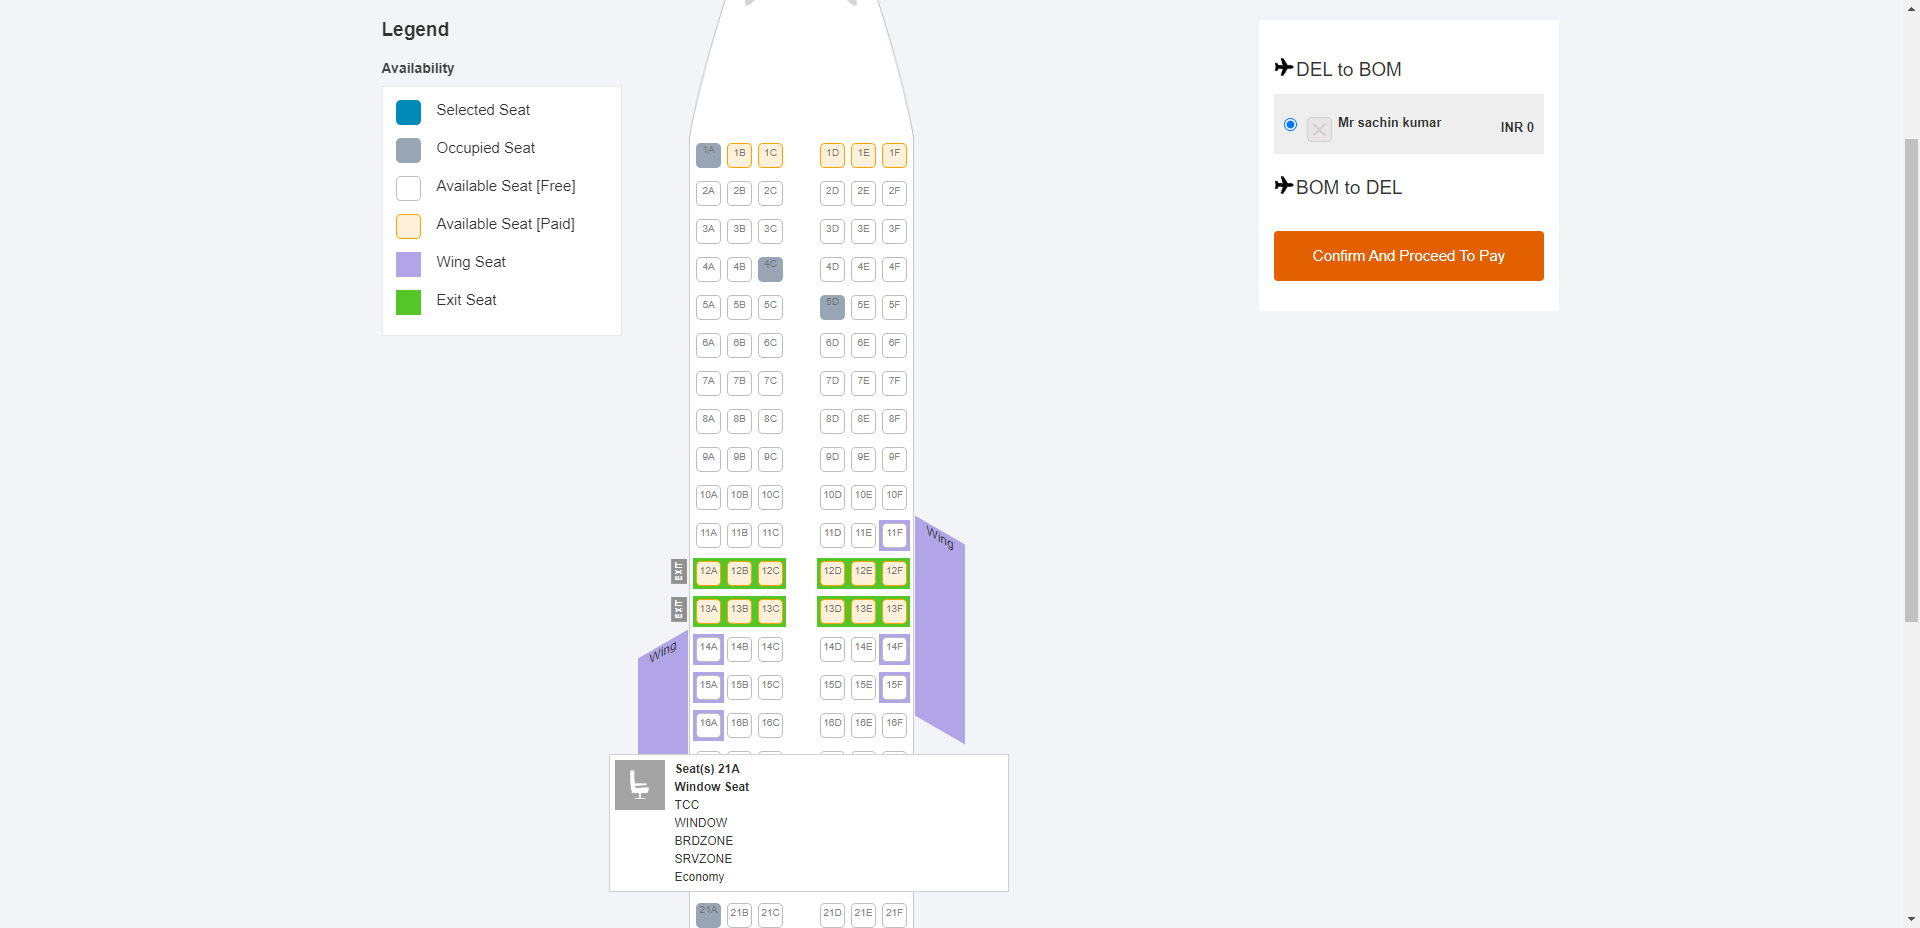 Legend
Availability
Selected Seat
Occupied Seat
Available Seat [Free]
Available Seat [Paid]
Wing Seat
Exit Seat
1A 1B 1C 1D 1E 1F
2A 2B 2C 2D 2E 2F
3A 3B 3C 3D 3E 3F
4A 4B 4C 4D 4E 4F
5A 5B 5C 5D 5E 5F
6A 6B 6C 6D 6E 6F
7A 7B 7C 7D 7E 7F
8A 8B 8C 8D 8E 8F
9A 9B 9C 9D 9E 9F
10A 10B 10C 10D 10E 10F
11A 11B 11C 11D 11E 11F Wing
EXIT 12A 12B 12C 12D 12E 12F
EXIT 13A 13B 13C 13D 13E 13F
Wing 14A 14B 14C 14D 14E 14F
15A 15B 15C 15D 15E 15F
16A 16B 16C 16D 16E 16F
Seat(s) 21A
Window Seat
TCC
WINDOW
BRDZONE
SRVZONE
Economy
21A 21B 21C 21D 21E 21F
DEL to BOM
Mr sachin kumar INR 0
BOM to DEL
Confirm And Proceed To Pay